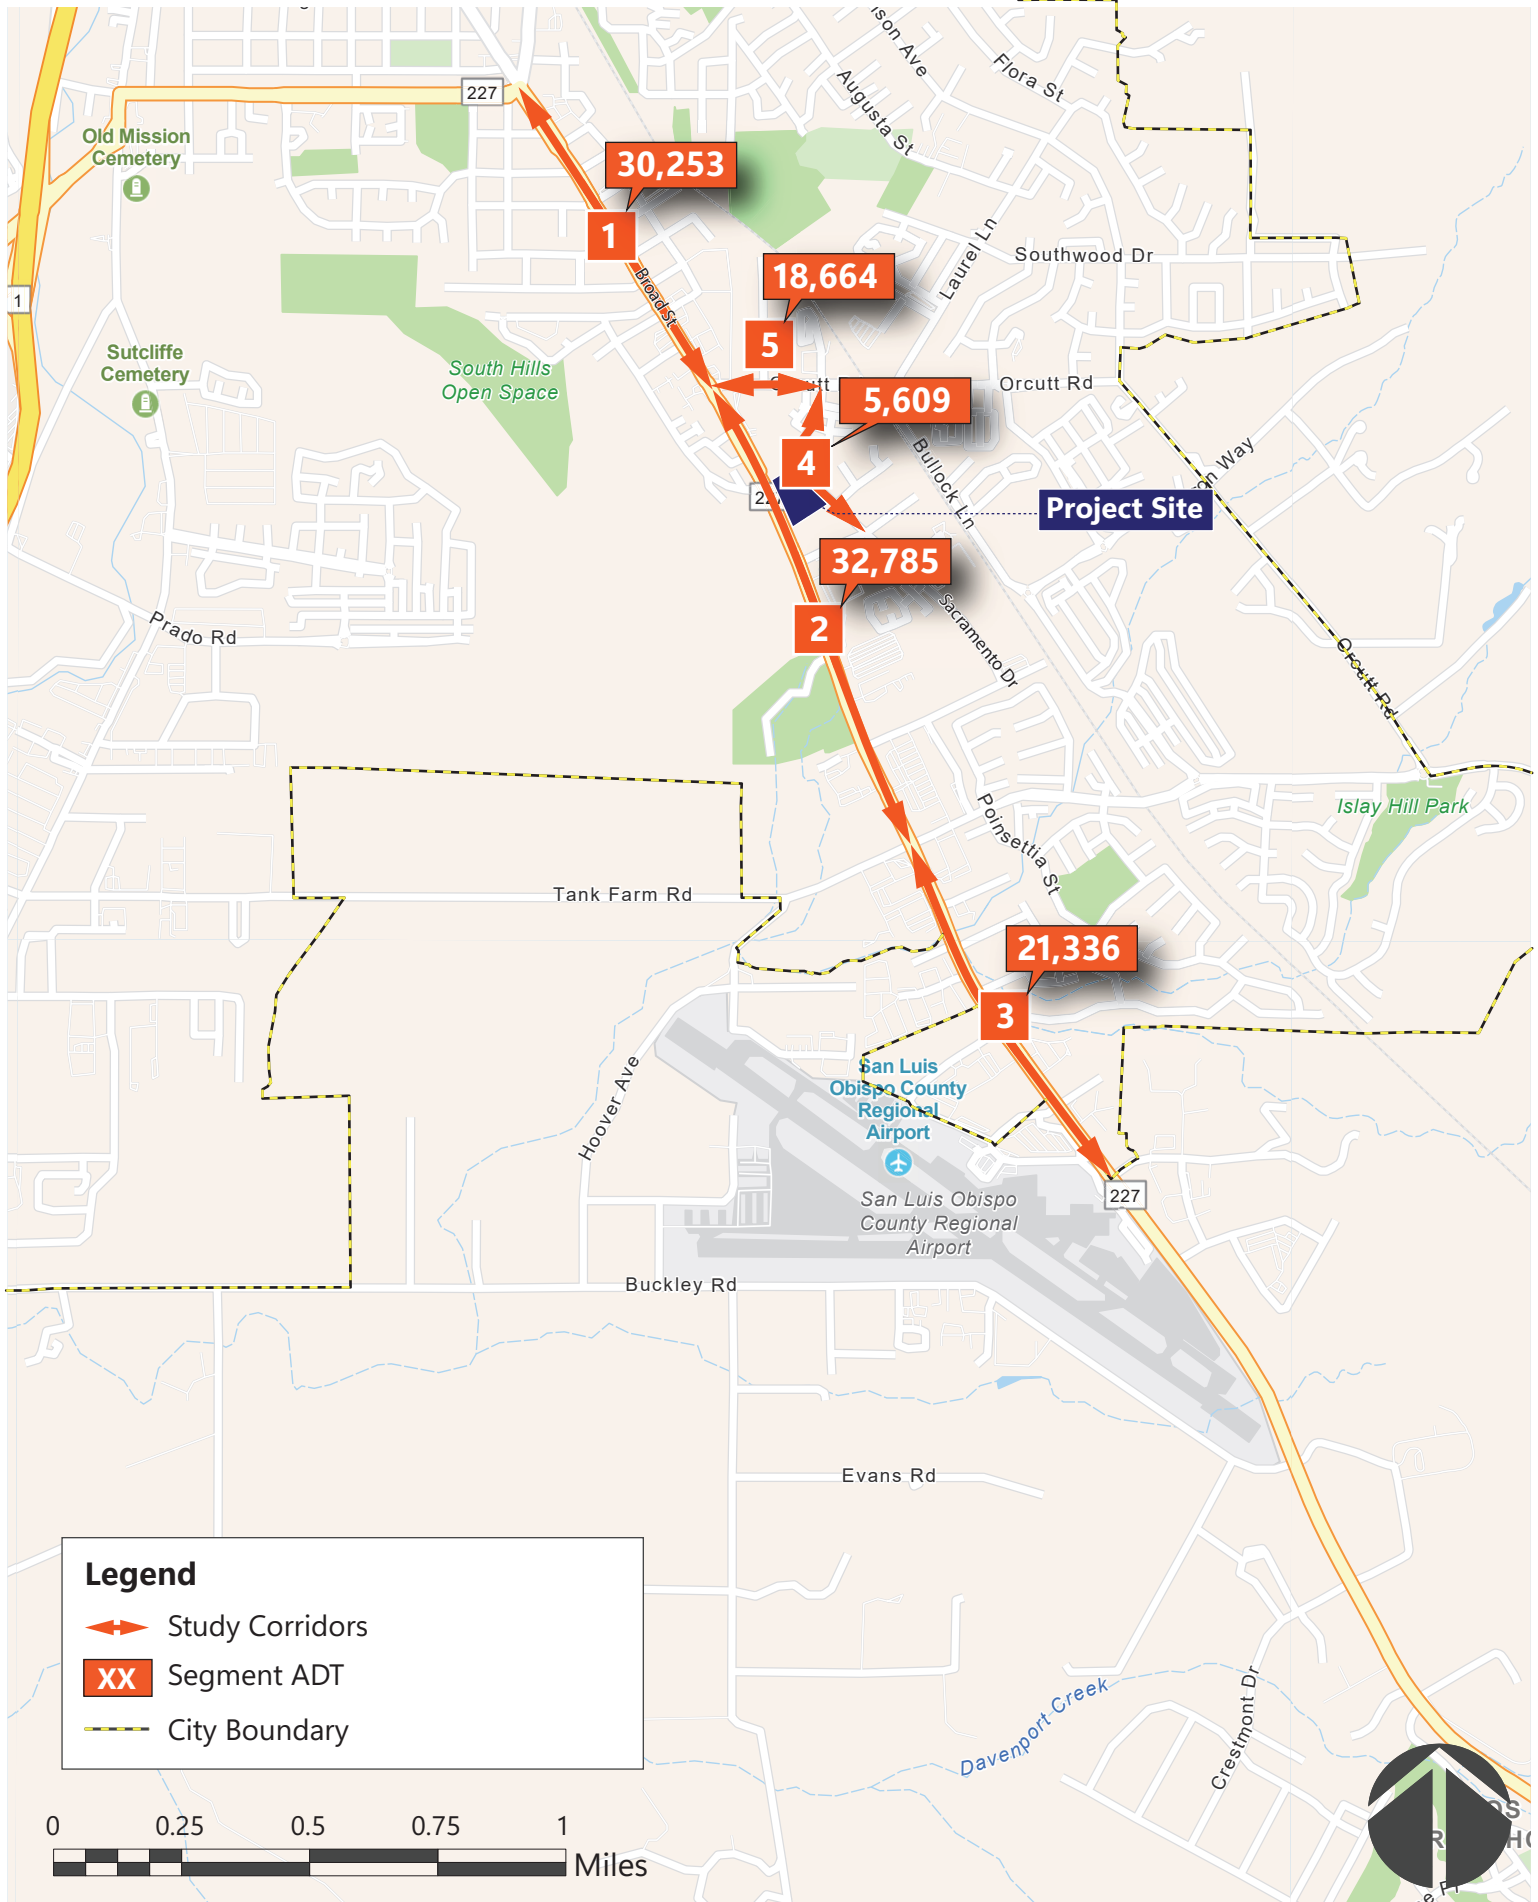 Flora St
Augusta St
227
Old Mission
Cemetery
30,253
1
Broad St
Laurel Ln
Southwood Dr
18,664
1
5
Sutcliffe
Cemetery
South Hills
Open Space
Orcutt Rd
5,609
4
Bullock Ln
Project Site
32,785
2
Sacramento Dr
Prado Rd
Orcutt Rd
Poinsettia St
Islay Hill Park
Tank Farm Rd
21,336
3
Hoover Ave
San Luis
Obispo County
Regional
Airport
San Luis Obispo
County Regional
Airport
227
Buckley Rd
Evans Rd
Legend
Study Corridors
XX Segment ADT
City Boundary
Davenport Creek
Crestmont Dr
0 0.25 0.5 0.75 1
Miles